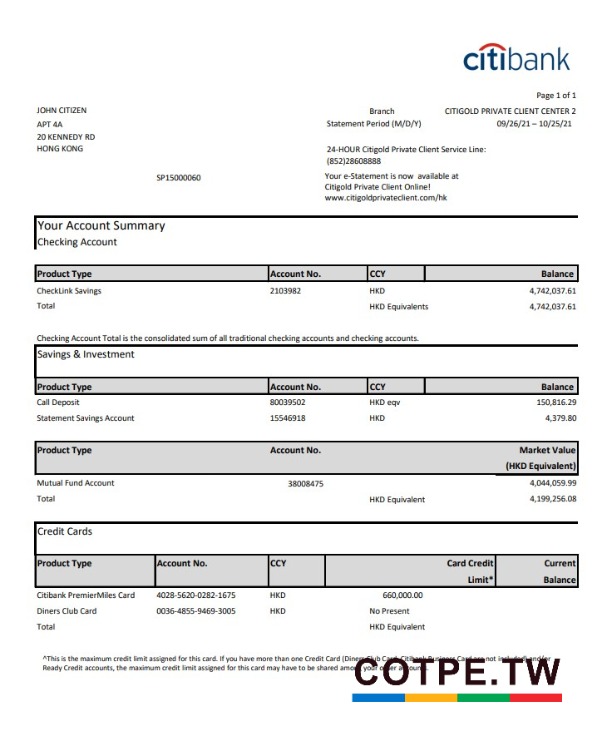 citibank
Page 1 of 1
JOHN CITIZEN
APT 4A
20 KENNEDY RD
HONG KONG
Branch CITIGOLD PRIVATE CLIENT CENTER 2
Statement Period (M/D/Y) 09/26/21 – 10/25/21
24-HOUR Citigold Private Client Service Line:
(852)28608888
SP15000060
Your e-Statement is now available at
Citigold Private Client Online!
www.citigoldprivateclient.com/hk
Your Account Summary
Checking Account
Product Type Account No. CCY Balance
CheckLink Savings 2103982 HKD 4,742,037.61
Total HKD Equivalents 4,742,037.61
Checking Account Total is the consolidated sum of all traditional checking accounts and checking accounts.
Savings & Investment
Product Type Account No. CCY Balance
Call Deposit 80039502 HKD eqv 150,816.29
Statement Savings Account 15546918 HKD 4,379.80
Product Type Account No. Market Value
(HKD Equivalent)
Mutual Fund Account 38008475 4,044,059.99
Total HKD Equivalent 4,199,256.08
Credit Cards
Product Type Account No. CCY Card Credit Current
Limit* Balance
Citibank PremierMiles Card 4028-5620-0282-1675 HKD 660,000.00
Diners Club Card 0036-4855-9469-3005 HKD No Present
Total HKD Equivalent
^This is the maximum credit limit assigned for this card. If you have more than one Credit Card (Diners Club Card, Citibank Business Card are not included) and/or
Ready Credit accounts, the maximum credit limit assigned for this card may have to be shared among your other accounts.
COTPE.TW